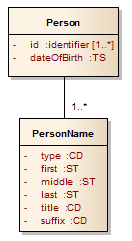 Person
- id :identifier [1..*]
- dateOfBirth :TS
1..*
PersonName
- type :CD
- first :ST
- middle :ST
- last :ST
- title :CD
- suffix :CD